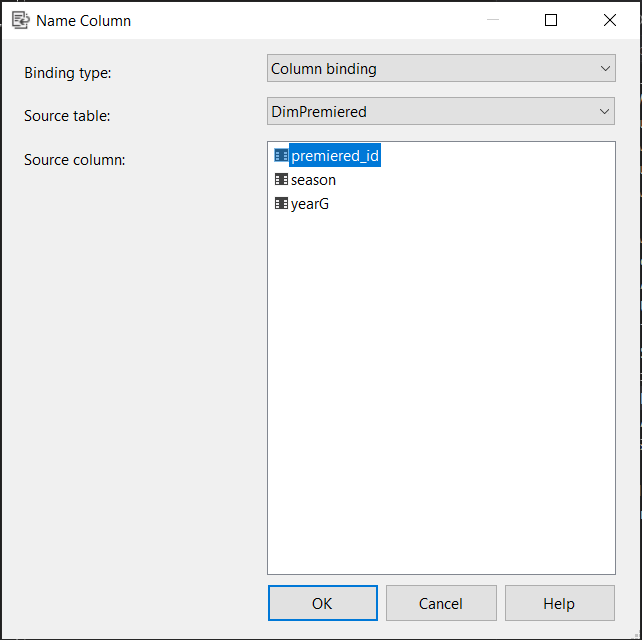 Name Column
Binding type:
Column binding
Source table:
DimPremiered
Source column:
premiered_id
season
yearG
OK
Cancel
Help